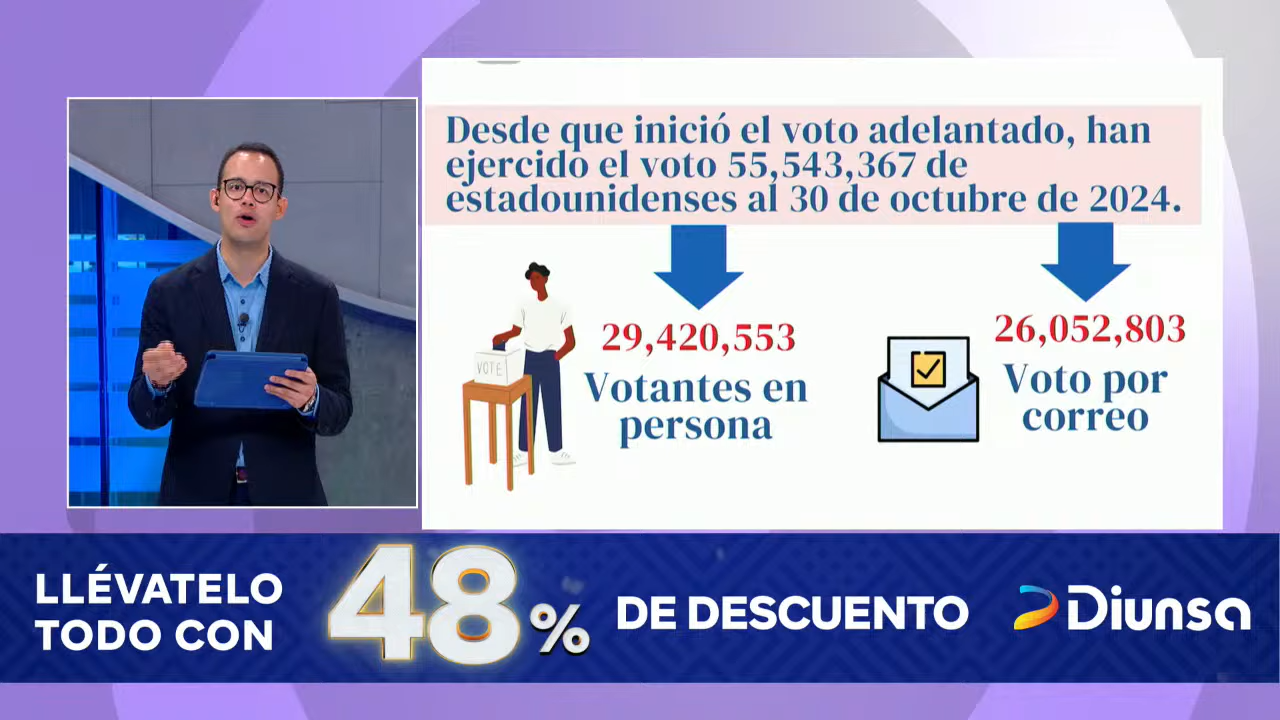 Desde que inició el voto adelantado, han
ejercido el voto 55,543,367 de
estadounidenses al 30 de octubre de 2024.
VOTE
29,420,553
Votantes en
persona
26,052,803
Voto por
correo
LLÉVATELO
TODO CON
48%
DE DESCUENTO
Diunsa